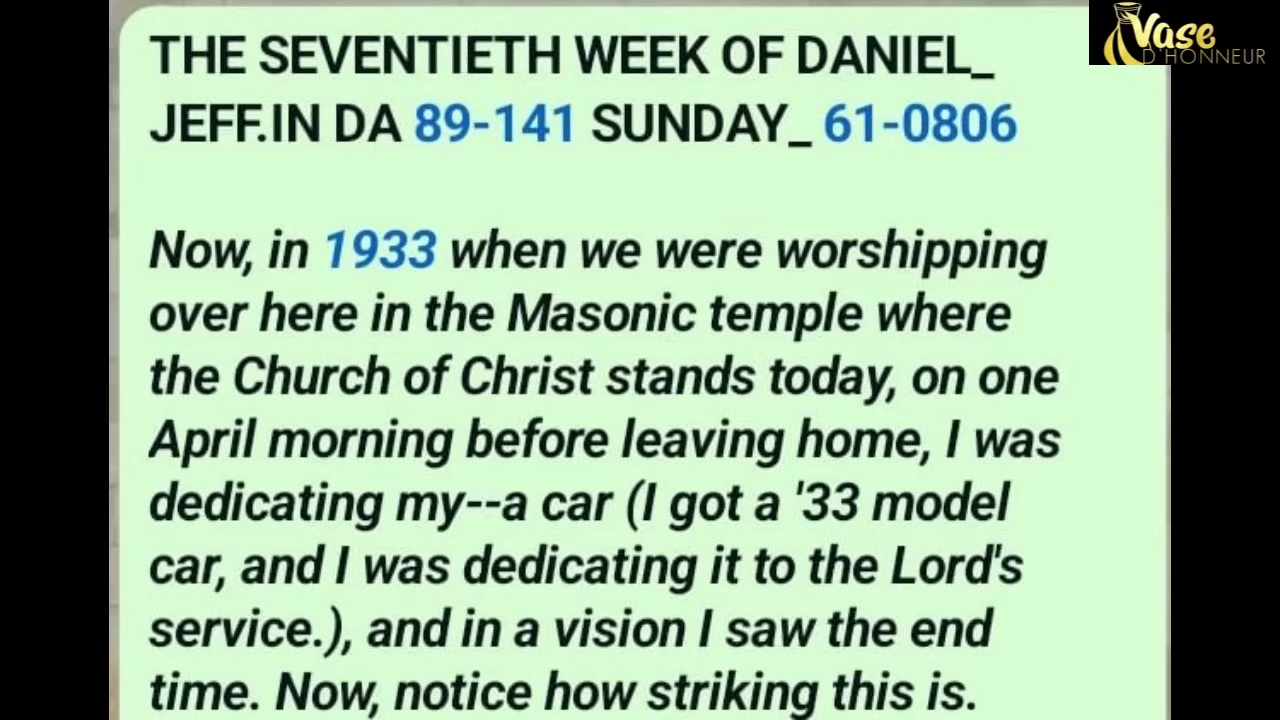 Vase
D'HONNEUR
THE SEVENTIETH WEEK OF DANIEL_
JEFF.IN DA 89-141 SUNDAY_ 61-0806
Now, in 1933 when we were worshipping
over here in the Masonic temple where
the Church of Christ stands today, on one
April morning before leaving home, I was
dedicating my--a car (I got a '33 model
car, and I was dedicating it to the Lord's
service.), and in a vision I saw the end
time. Now, notice how striking this is.